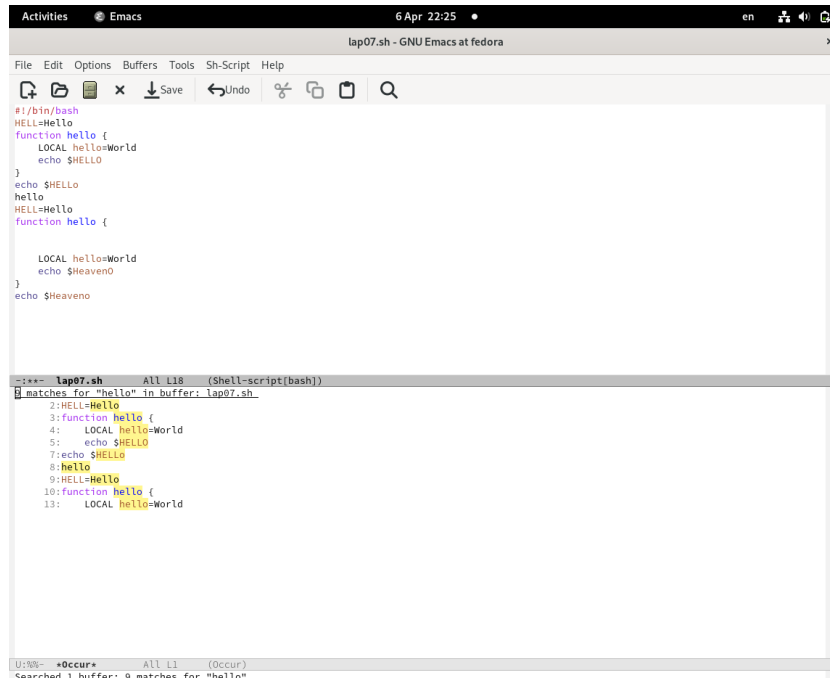 Activities Emacs 6 Apr 22:25 en
lap07.sh - GNU Emacs at fedora
File Edit Options Buffers Tools Sh-Script Help
Save Undo
#!/bin/bash
HELL=Hello
function hello {
    LOCAL hello=World
    echo $HELLO
}
echo $HELLo
hello
HELL=Hello
function hello {
    LOCAL hello=World
    echo $HeavenO
}
echo $Heaveno
-:**- lap07.sh All L18 (Shell-script[bash])
9 matches for "hello" in buffer: lap07.sh
2:HELL=Hello
3:function hello {
4:    LOCAL hello=World
5:    echo $HELLO
7:echo $HELLo
8:hello
9:HELL=Hello
10:function hello {
13:    LOCAL hello=World
U:%%- *Occur* All L1 (Occur)
Searched 1 buffer: 9 matches for "hello"